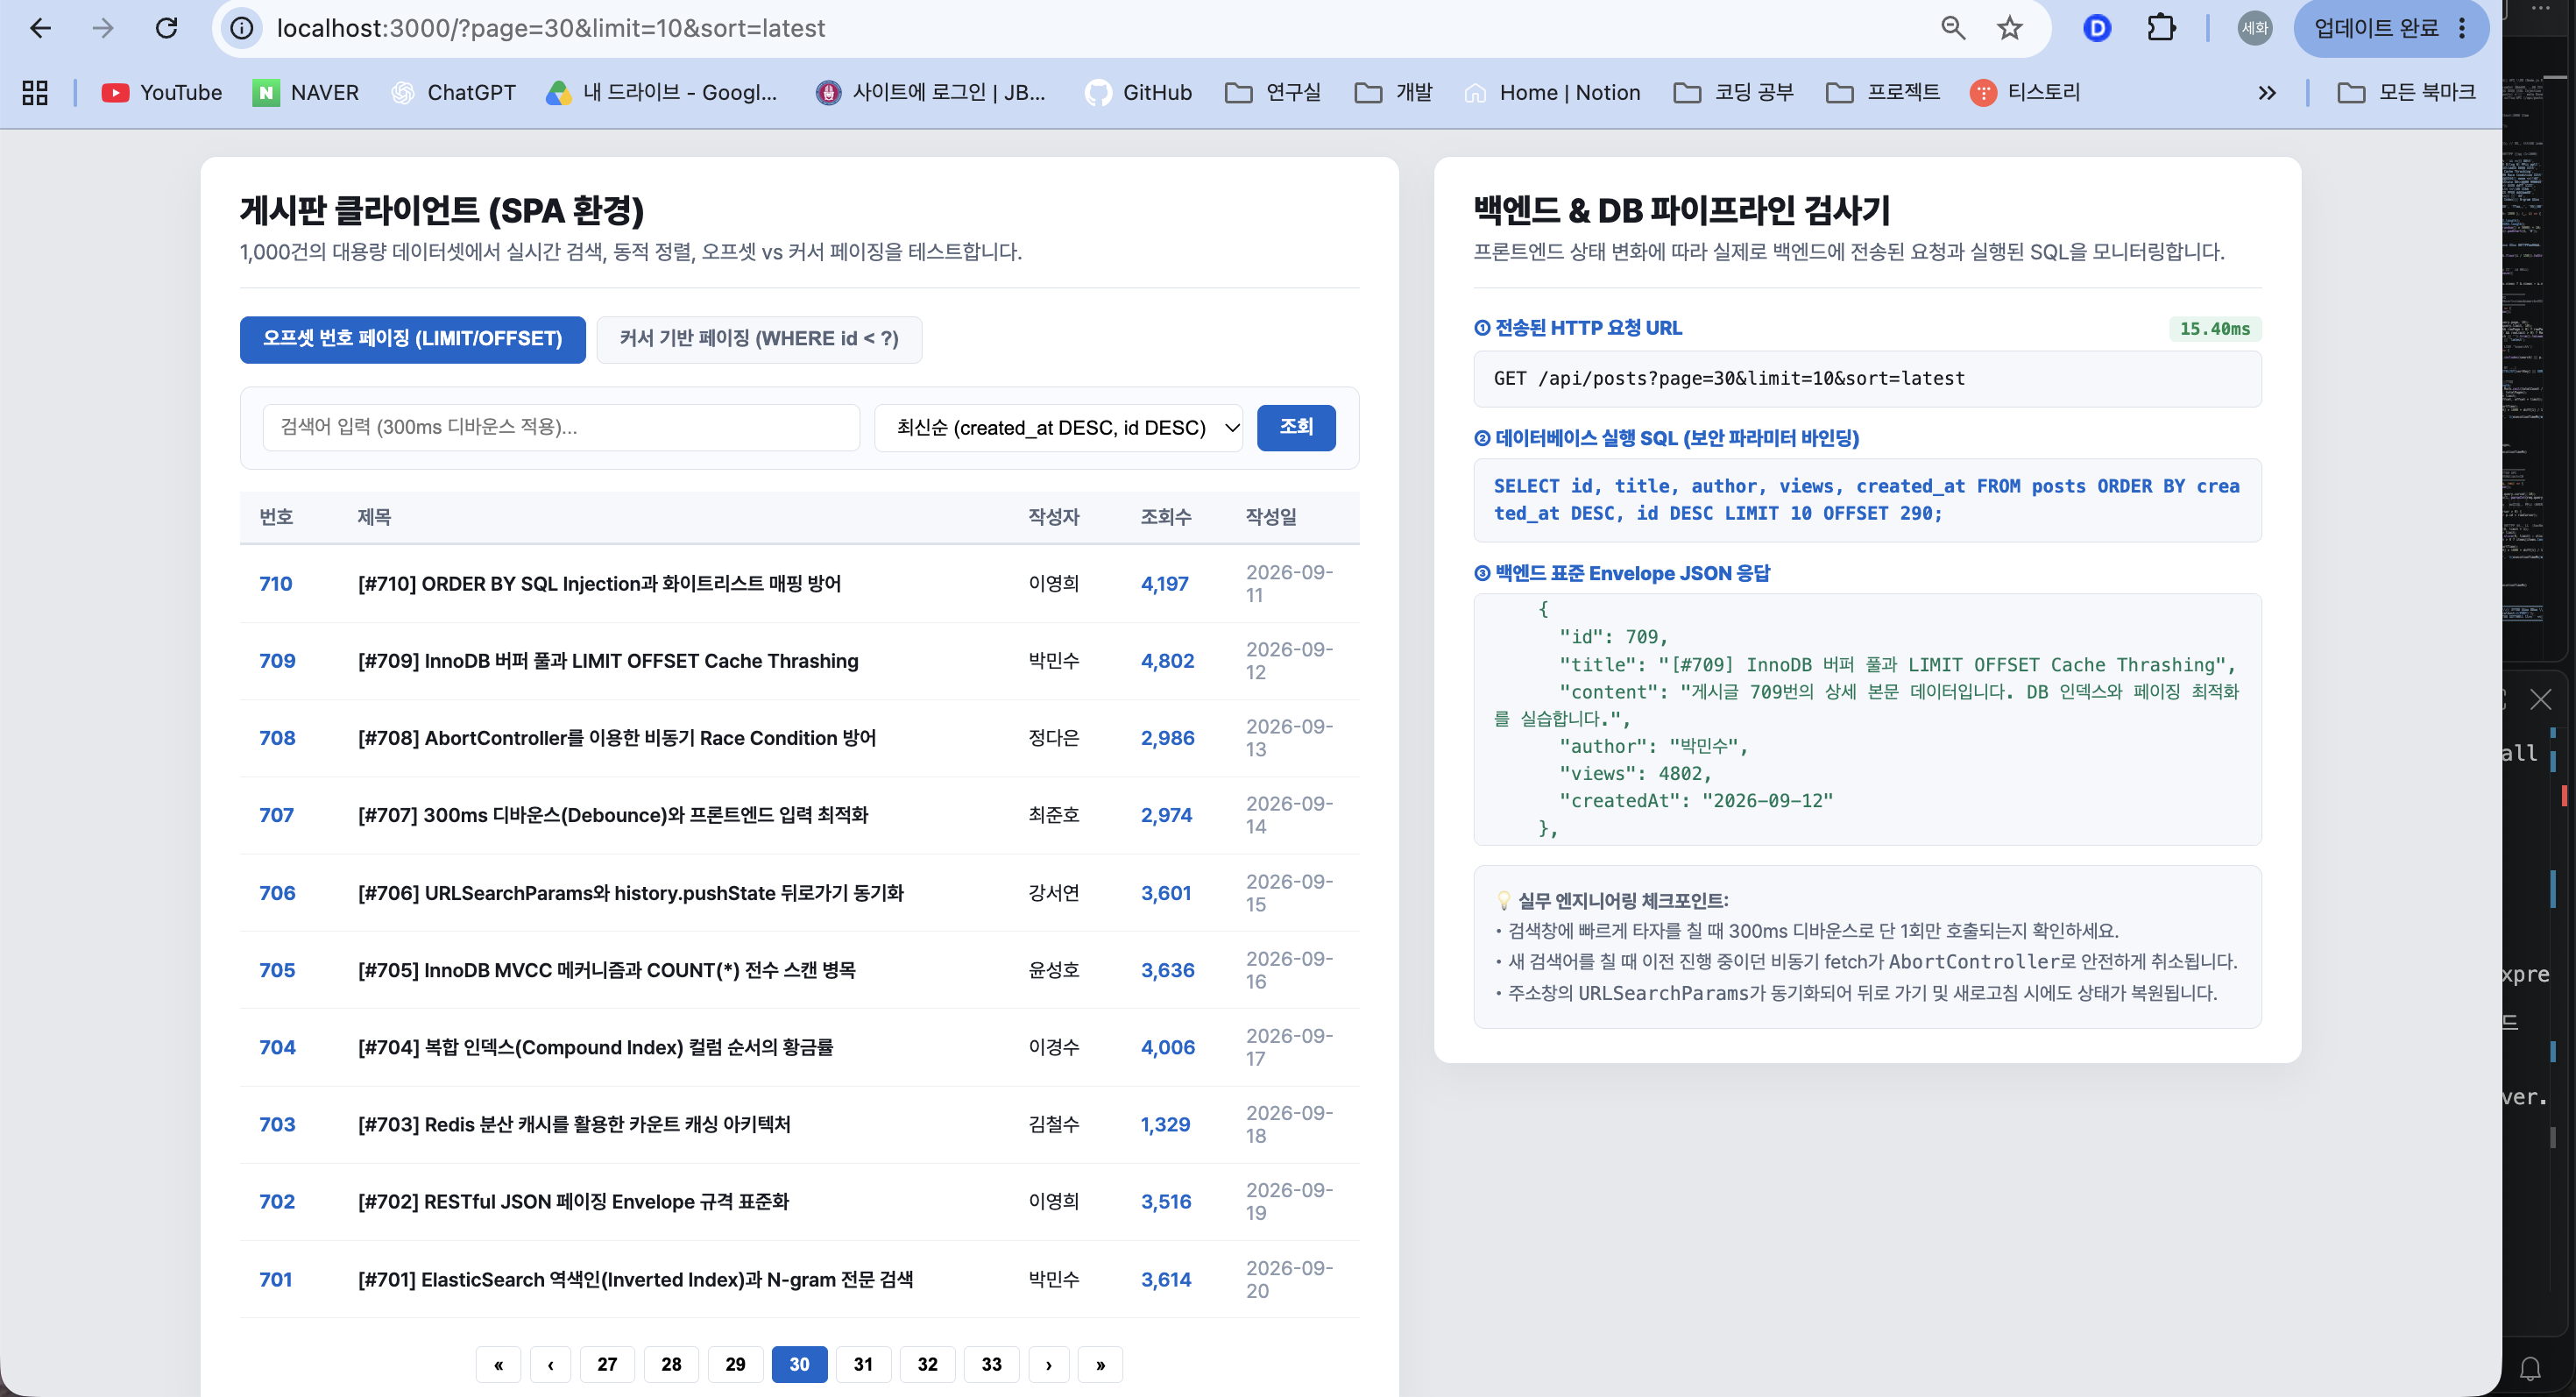 localhost:3000/?page=30&limit=10&sort=latest
세화
업데이트 완료
YouTube
NAVER
ChatGPT
내 드라이브 - Googl...
사이트에 로그인 | JB...
GitHub
연구실
개발
Home | Notion
코딩 공부
프로젝트
티스토리
모든 북마크
게시판 클라이언트 (SPA 환경)
1,000건의 대용량 데이터셋에서 실시간 검색, 동적 정렬, 오프셋 vs 커서 페이징을 테스트합니다.
오프셋 번호 페이징 (LIMIT/OFFSET)
커서 기반 페이징 (WHERE id < ?)
검색어 입력 (300ms 디바운스 적용)...
최신순 (created_at DESC, id DESC)
조회
번호 제목 작성자 조회수 작성일
710 [#710] ORDER BY SQL Injection과 화이트리스트 매핑 방어 이영희 4,197 2026-09-
11
709 [#709] InnoDB 버퍼 풀과 LIMIT OFFSET Cache Thrashing 박민수 4,802 2026-09-
12
708 [#708] AbortController를 이용한 비동기 Race Condition 방어 정다은 2,986 2026-09-
13
707 [#707] 300ms 디바운스(Debounce)와 프론트엔드 입력 최적화 최준호 2,974 2026-09-
14
706 [#706] URLSearchParams와 history.pushState 뒤로가기 동기화 강서연 3,601 2026-09-
15
705 [#705] InnoDB MVCC 메커니즘과 COUNT(*) 전수 스캔 병목 윤성호 3,636 2026-09-
16
704 [#704] 복합 인덱스(Compound Index) 컬럼 순서의 황금률 이경수 4,006 2026-09-
17
703 [#703] Redis 분산 캐시를 활용한 카운트 캐싱 아키텍처 김철수 1,329 2026-09-
18
702 [#702] RESTful JSON 페이징 Envelope 규격 표준화 이영희 3,516 2026-09-
19
701 [#701] ElasticSearch 역색인(Inverted Index)과 N-gram 전문 검색 박민수 3,614 2026-09-
20
« ‹ 27 28 29 30 31 32 33 › »
백엔드 & DB 파이프라인 검사기
프론트엔드 상태 변화에 따라 실제로 백엔드에 전송된 요청과 실행된 SQL을 모니터링합니다.
① 전송된 HTTP 요청 URL
15.40ms
GET /api/posts?page=30&limit=10&sort=latest
② 데이터베이스 실행 SQL (보안 파라미터 바인딩)
SELECT id, title, author, views, created_at FROM posts ORDER BY crea
ted_at DESC, id DESC LIMIT 10 OFFSET 290;
③ 백엔드 표준 Envelope JSON 응답
{
"id": 709,
"title": "[#709] InnoDB 버퍼 풀과 LIMIT OFFSET Cache Thrashing",
"content": "게시글 709번의 상세 본문 데이터입니다. DB 인덱스와 페이징 최적화
를 실습합니다.",
"author": "박민수",
"views": 4802,
"createdAt": "2026-09-12"
},
💡 실무 엔지니어링 체크포인트:
• 검색창에 빠르게 타자를 칠 때 300ms 디바운스로 단 1회만 호출되는지 확인하세요.
• 새 검색어를 칠 때 이전 진행 중이던 비동기 fetch가 AbortController로 안전하게 취소됩니다.
• 주소창의 URLSearchParams가 동기화되어 뒤로 가기 및 새로고침 시에도 상태가 복원됩니다.
all
xpre
드
ver.